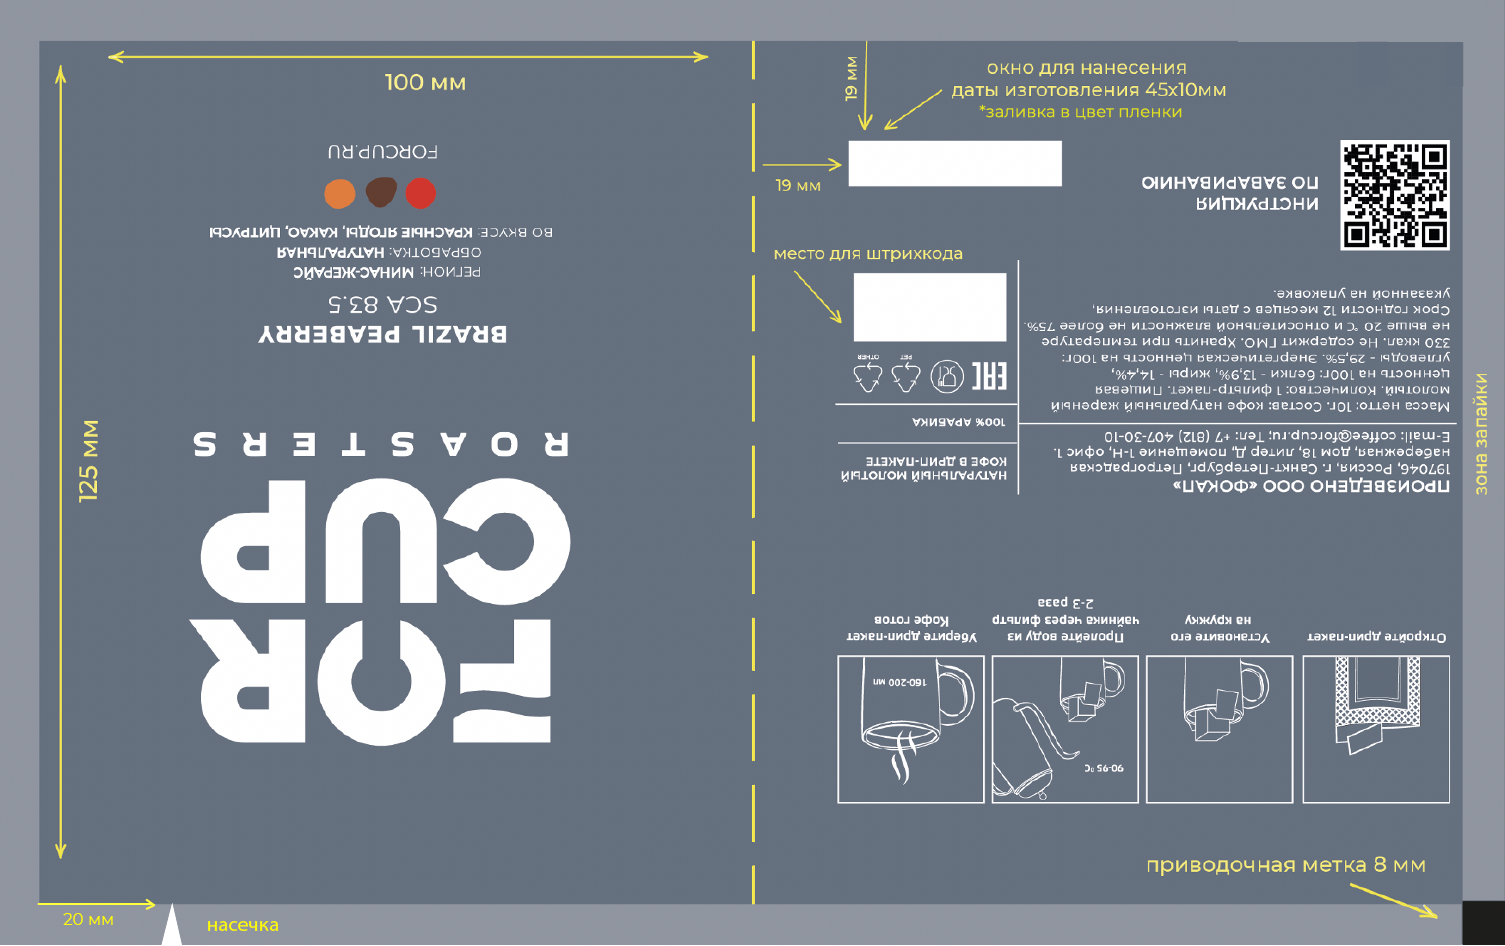 100 мм
125 мм
FORCUP.RU
ВО ВКУСЕ: КРАСНЫЕ ЯГОДЫ, КАКАО, ЦИТРУСЫ
ОБРАБОТКА: НАТУРАЛЬНАЯ
РЕГИОН: МИНАС-ЖЕРАЙС
SCA 83.5
BRAZIL PEABERRY
ROASTERS
CUP
FOR
20 мм
насечка
19 мм
окно для нанесения
даты изготовления 45х10мм
*заливка в цвет пленки
19 мм
ИНСТРУКЦИЯ
ПО ЗАВАРИВАНИЮ
место для штрихкода
EAC
PET
OTHER
100% АРАБИКА
НАТУРАЛЬНЫЙ МОЛОТЫЙ
КОФЕ В ДРИП-ПАКЕТЕ
ПРОИЗВЕДЕНО ООО «ФОКАП»
197046, Россия, г. Санкт-Петербург, Петроградская
набережная, дом 18, литер Д, помещение 1-Н, офис 1.
E-mail: coffee@forcup.ru; Тел: +7 (812) 407-30-10
Масса нетто: 10г. Состав: кофе натуральный жареный
молотый. Количество: 1 фильтр-пакет. Пищевая
ценность на 100г: белки - 13,9%, жиры - 14,4%,
углеводы - 29,5%. Энергетическая ценность на 100г:
330 ккал. Не содержит ГМО. Хранить при температуре
не выше 20 °С и относительной влажности не более 75%.
Срок годности 12 месяцев с даты изготовления,
указанной на упаковке.
зона запайки
Откройте дрип-пакет
Установите его
на кружку
Пролейте воду из
чайника через фильтр
2-3 раза
90-95 °С
Уберите дрип-пакет
Кофе готов
150-200 мл
приводочная метка 8 мм